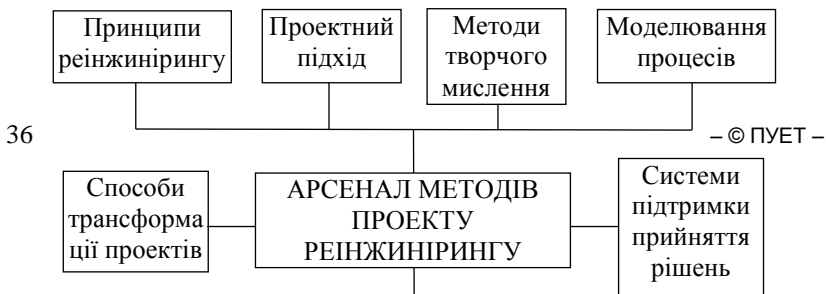 Принципи
реінжинірингу
Проектний
підхід
Методи
творчого
мислення
Моделювання
процесів
36
– © ПУЕТ –
Способи
трансформа
ції проектів
АРСЕНАЛ МЕТОДІВ
ПРОЕКТУ
РЕІНЖИНІРИНГУ
Системи
підтримки
прийняття
рішень